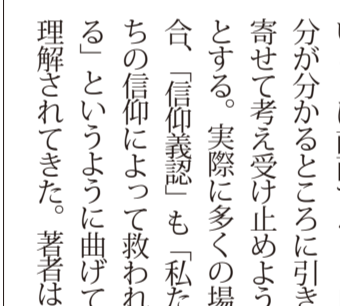 分が分かるところに引き
寄せて考え受け止めよう
とする。実際に多くの場
合、「信仰義認」も「私た
ちの信仰によって救われ
る」というように曲げて
理解されてきた。著者は